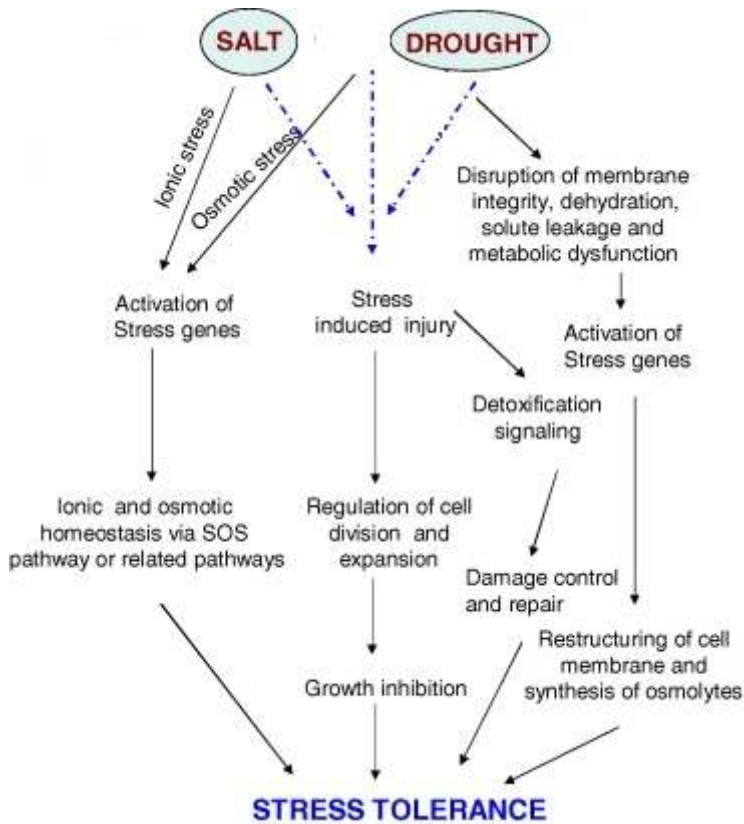 SALT
DROUGHT
Ionic stress
Osmotic stress
Disruption of membrane
integrity, dehydration,
solute leakage and
metabolic dysfunction
Activation of
Stress genes
Stress
induced injury
Activation of
Stress genes
Detoxification
signaling
Ionic and osmotic
homeostasis via SOS
pathway or related pathways
Regulation of cell
division and
expansion
Damage control
and repair
Restructuring of cell
membrane and
synthesis of osmolytes
Growth inhibition
STRESS TOLERANCE